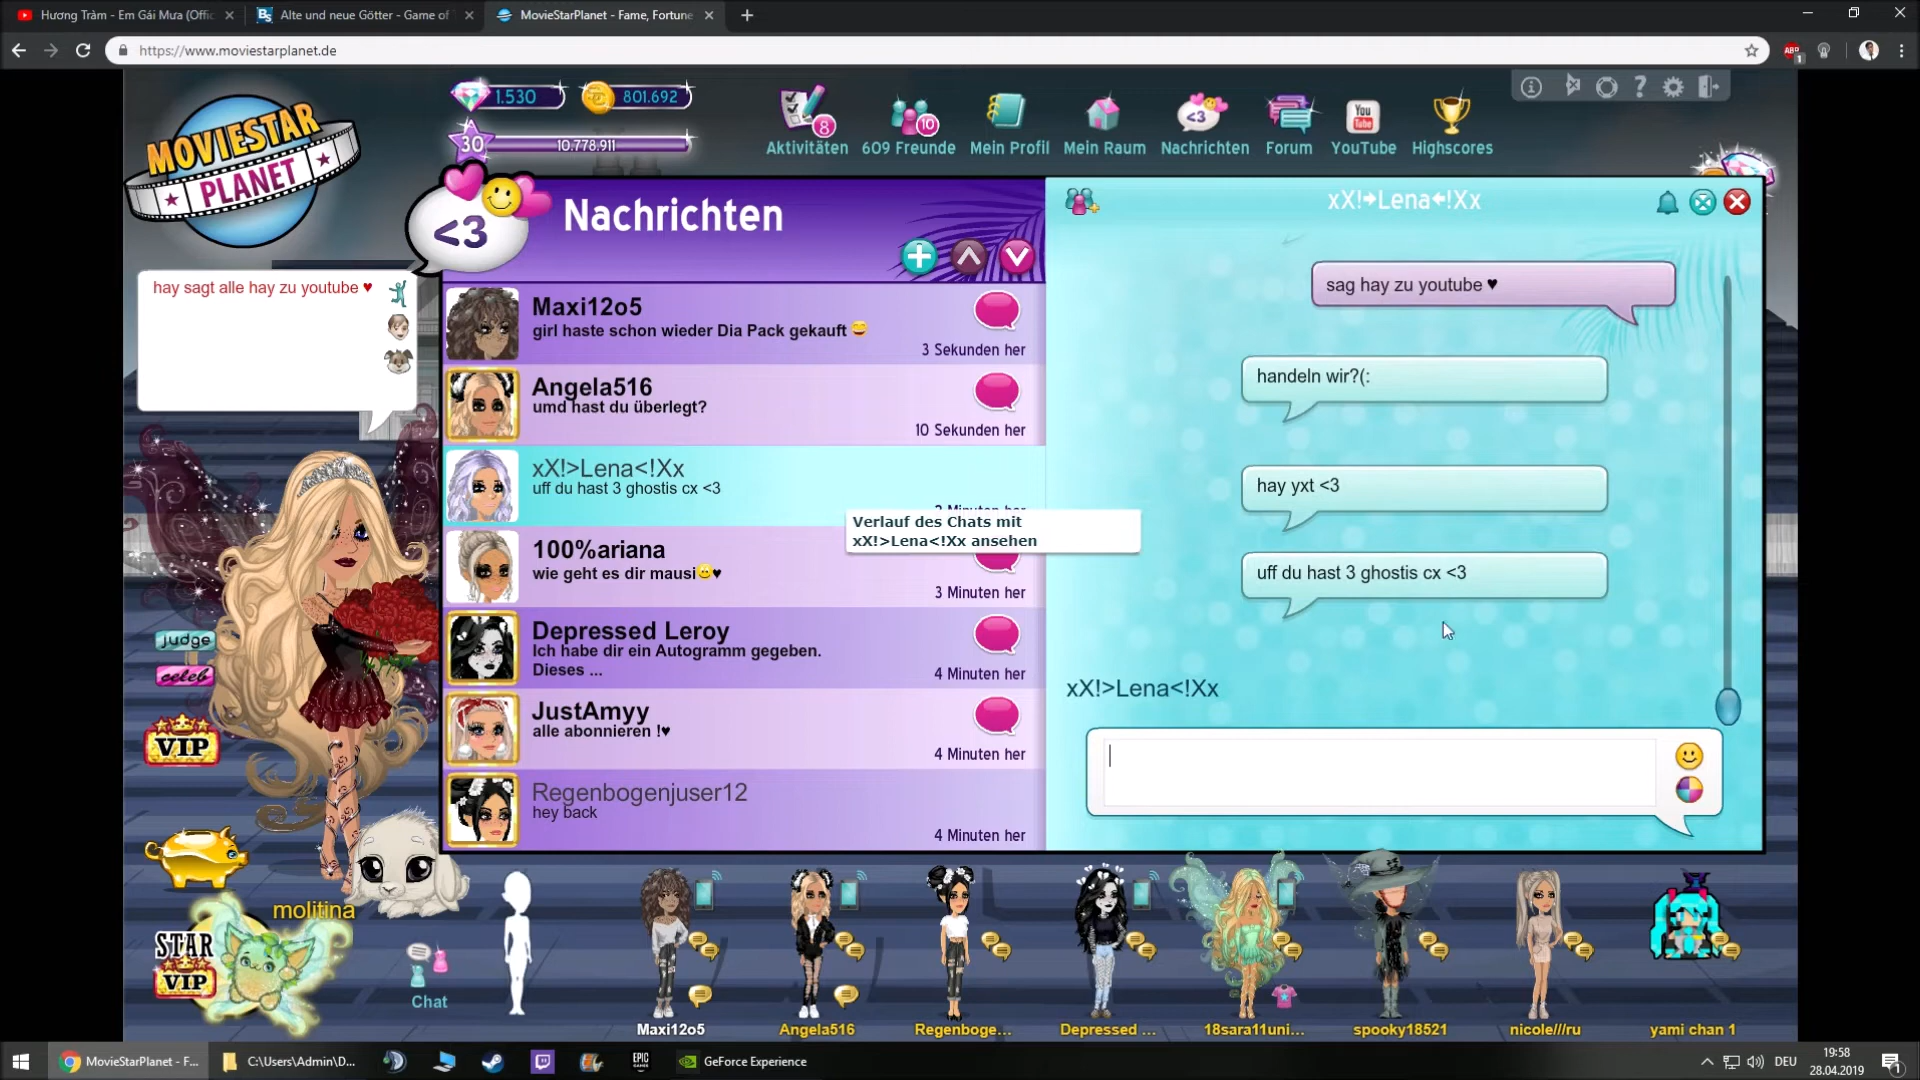 Hương Tràm - Em Gái Mưa (Offic
Alte und neue Götter - Game of
MovieStarPlanet - Fame, Fortune
https://www.moviestarplanet.de
ABP
1
MOVIESTAR
PLANET
1.530
801.692
30
10.778.911
8
Aktivitäten
10
609 Freunde
Mein Profil
Mein Raum
<3
Nachrichten
Forum
You
Tube
YouTube
Highscores
<3
Nachrichten
hay sagt alle hay zu youtube ♥
Maxi12o5
girl haste schon wieder Dia Pack gekauft 😄
3 Sekunden her
Angela516
umd hast du überlegt?
10 Sekunden her
xX!>Lena<!Xx
uff du hast 3 ghostis cx <3
Verlauf des Chats mit
xX!>Lena<!Xx ansehen
100%ariana
wie geht es dir mausi😊♥
3 Minuten her
Depressed Leroy
Ich habe dir ein Autogramm gegeben.
Dieses ...
4 Minuten her
JustAmyy
alle abonnieren !♥
4 Minuten her
Regenbogenjuser12
hey back
4 Minuten her
xX!→Lena←!Xx
sag hay zu youtube ♥
handeln wir?(:
hay yxt <3
uff du hast 3 ghostis cx <3
xX!>Lena<!Xx
judge
celeb
VIP
molitina
STAR
VIP
Chat
Maxi12o5
Angela516
Regenboge...
Depressed ...
18sara11uni...
spooky18521
nicole///ru
yami chan 1
MovieStarPlanet - F...
C:\Users\Admin\D...
EPIC
GAMES
GeForce Experience
DEU
19:58
28.04.2019
1